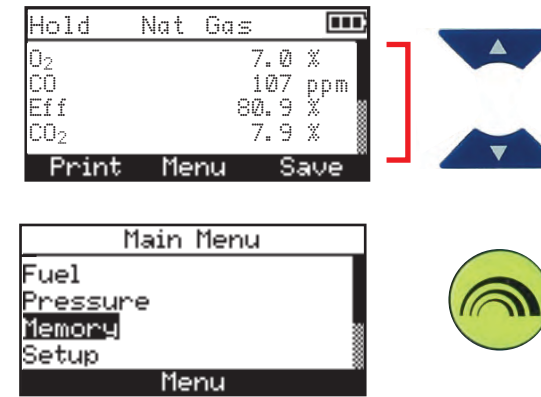 Hold Nat Gas
O₂ 7.0 %
CO 107 ppm
Eff 80.9 %
CO₂ 7.9 %
Print Menu Save
Main Menu
Fuel
Pressure
Memory
Setup
Menu